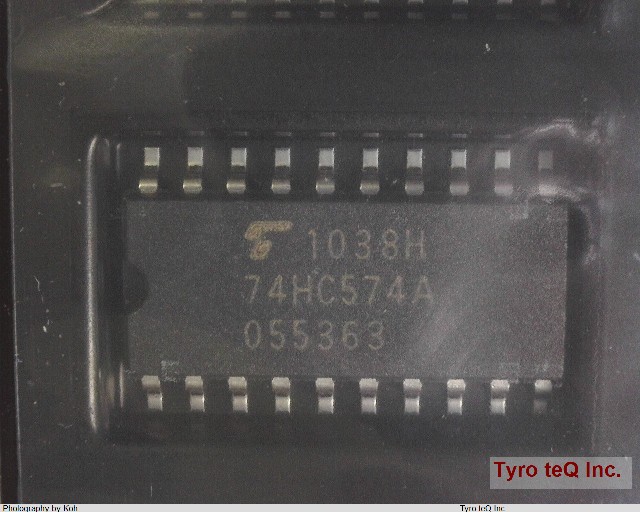 1038H
74HC574A
055363
Tyro teQ Inc.
Photography by Koh
Tyro teQ Inc